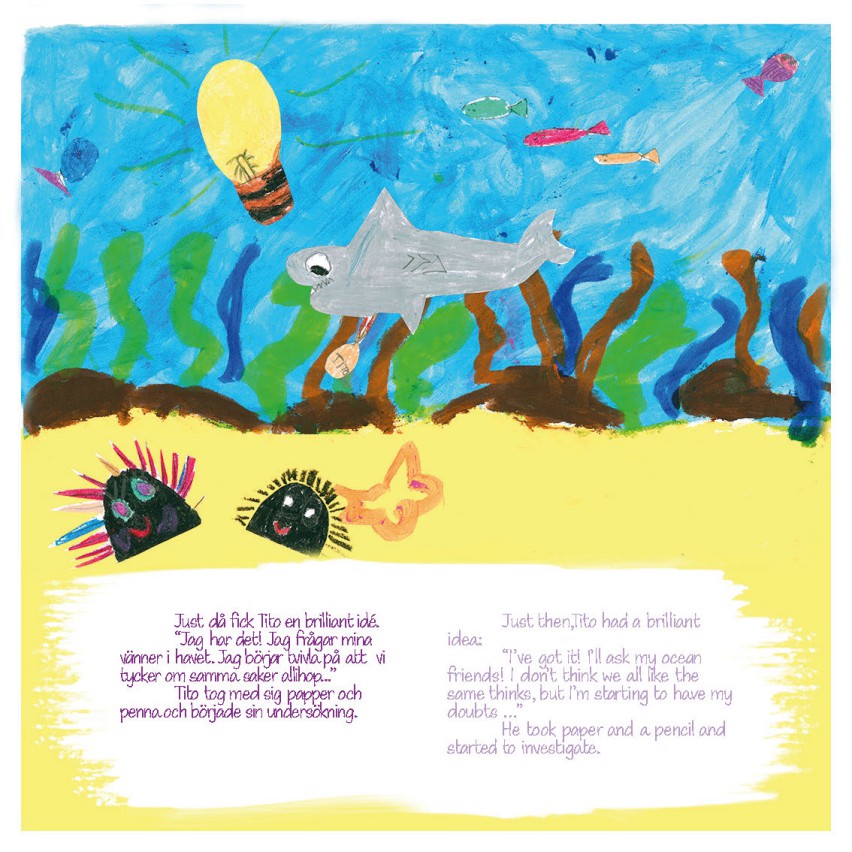 TITO
Just då fick Tito en brilliant idé.
"Jag har det! Jag frågar mina
vänner i havet. Jag börjar tvivla på att vi
tycker om samma saker allihop..."
Tito tog med sig papper och
penna och började sin undersökning.
Just then,Tito had a brilliant
idea:
"I've got it! I'll ask my ocean
friends! I don't think we all like the
same thinks, but I'm starting to have my
doubts ..."
He took paper and a pencil and
started to investigate.